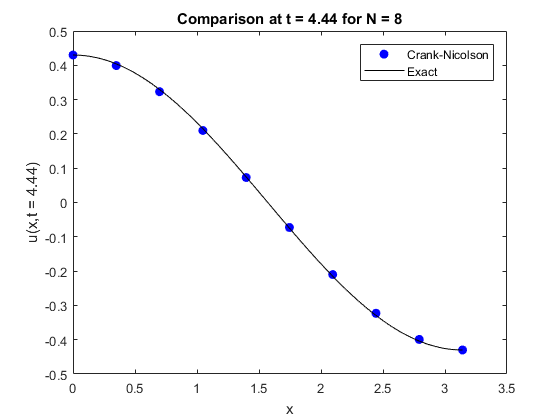 Comparison at t = 4.44 for N = 8
Crank-Nicolson
Exact
u(x,t = 4.44)
0.5
0.4
0.3
0.2
0.1
0
-0.1
-0.2
-0.3
-0.4
-0.5
0 0.5 1 1.5 2 2.5 3 3.5
x